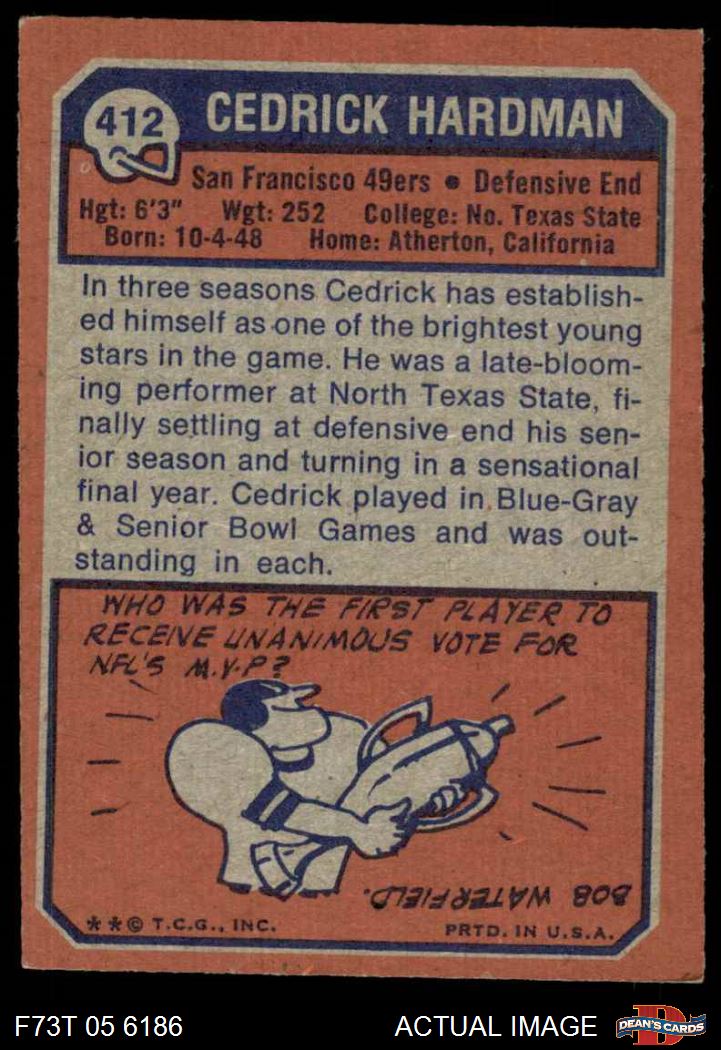 412
CEDRICK HARDMAN
San Francisco 49ers • Defensive End
Hgt: 6'3" Wgt: 252 College: No. Texas State
Born: 10-4-48 Home: Atherton, California
In three seasons Cedrick has establish-
ed himself as one of the brightest young
stars in the game. He was a late-bloom-
ing performer at North Texas State, fi-
nally settling at defensive end his sen-
ior season and turning in a sensational
final year. Cedrick played in Blue-Gray
& Senior Bowl Games and was out-
standing in each.
WHO WAS THE FIRST PLAYER TO
RECEIVE UNANIMOUS VOTE FOR
NFL'S M.V.P?
BOB WATERFIELD.
**© T.C.G., INC.
PRTD. IN U.S.A.
F73T 05 6186
ACTUAL IMAGE
D
DEAN'S CARDS